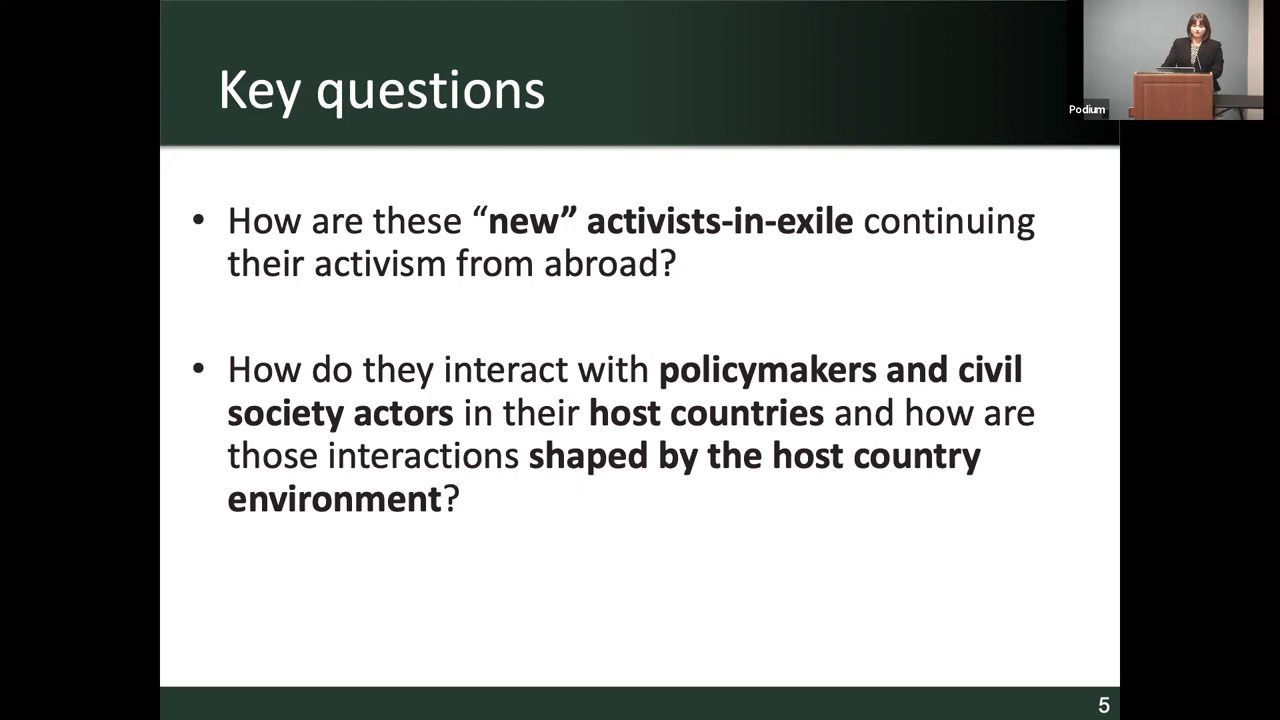 Key questions
Podium
• How are these “new” activists-in-exile continuing
their activism from abroad?
• How do they interact with policymakers and civil
society actors in their host countries and how are
those interactions shaped by the host country
environment?
5